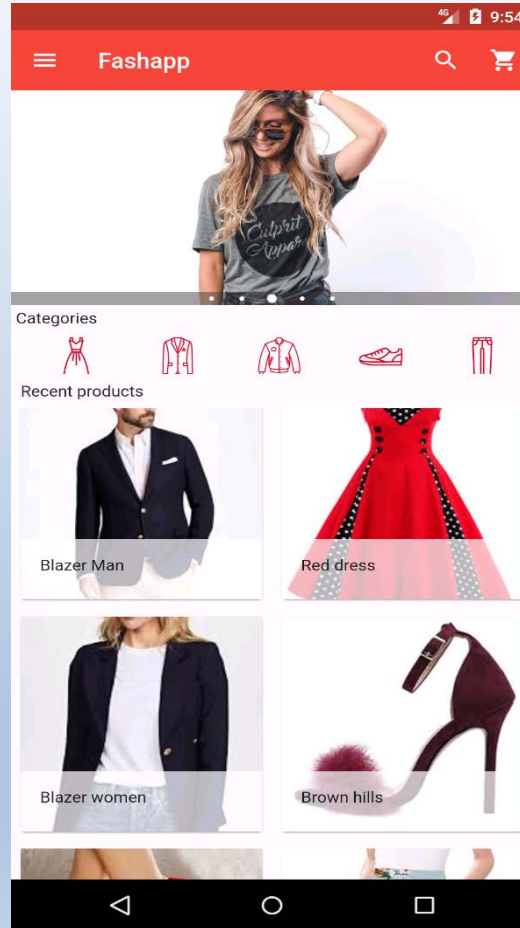 4G 9:54
Fashapp
Culprit
Appar
Categories
Recent products
Blazer Man
Red dress
Blazer women
Brown hills